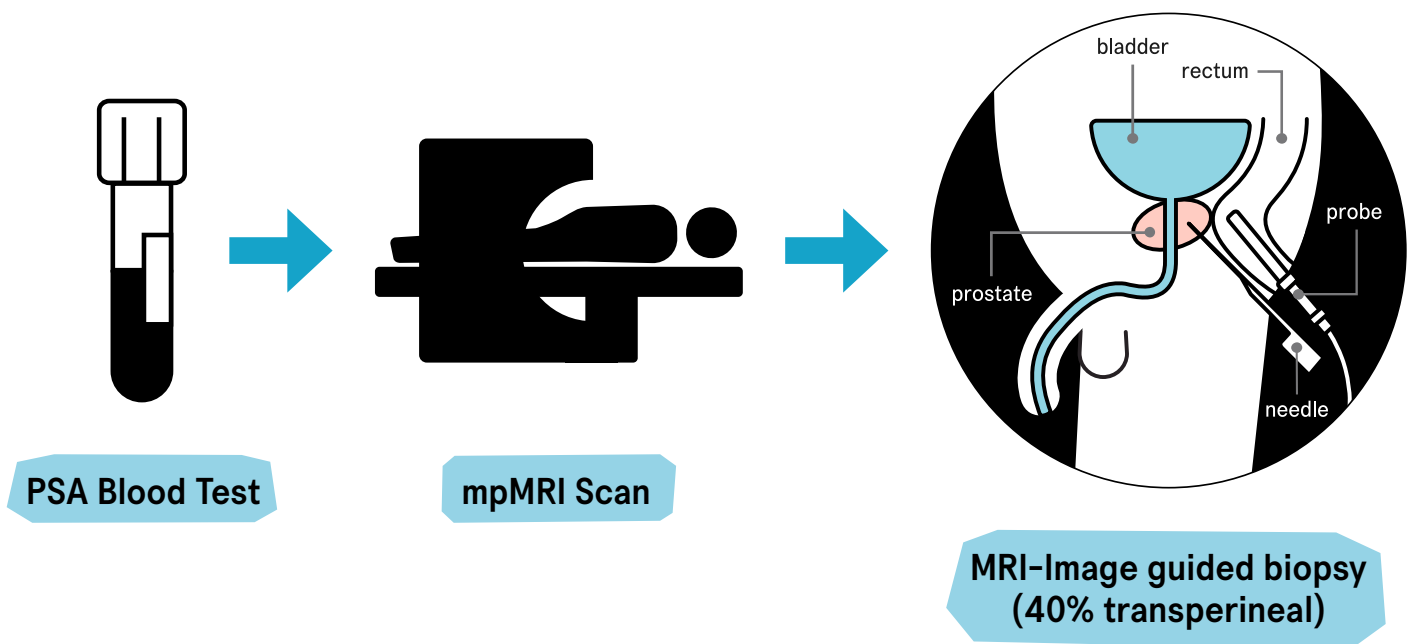 bladder
rectum
probe
prostate
needle
PSA Blood Test
mpMRI Scan
MRI-Image guided biopsy
(40% transperineal)